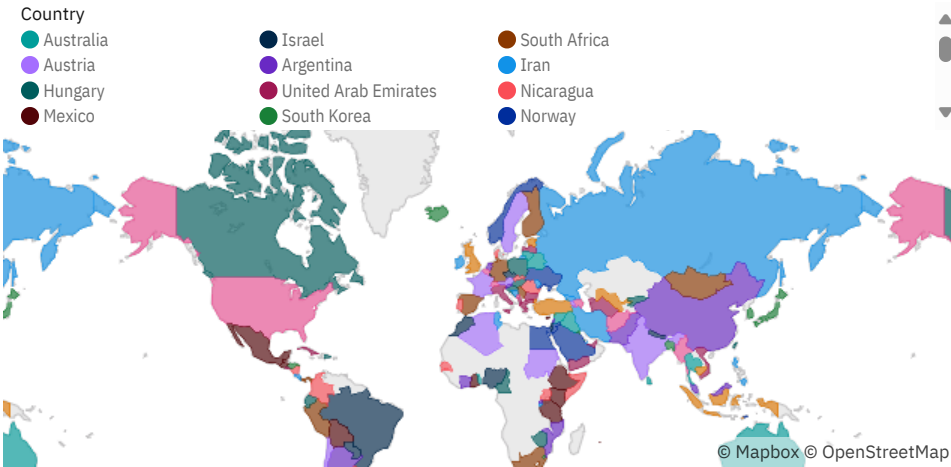 Country
Australia
Israel
South Africa
Austria
Argentina
Iran
Hungary
United Arab Emirates
Nicaragua
Mexico
South Korea
Norway
© Mapbox © OpenStreetMap